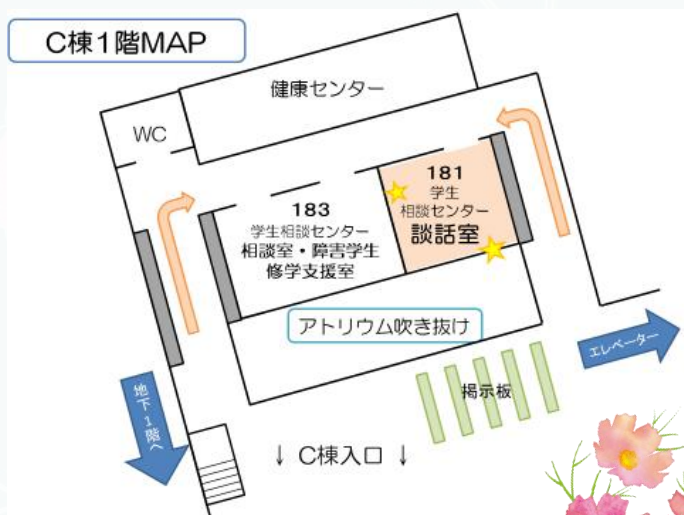 C棟1階MAP
健康センター
WC
181
学生
相談センター
談話室
183
学生相談センター
相談室・障害学生
修学支援室
アトリウム吹き抜け
エレベーター
掲示板
地下1階へ
↓ C棟入口 ↓